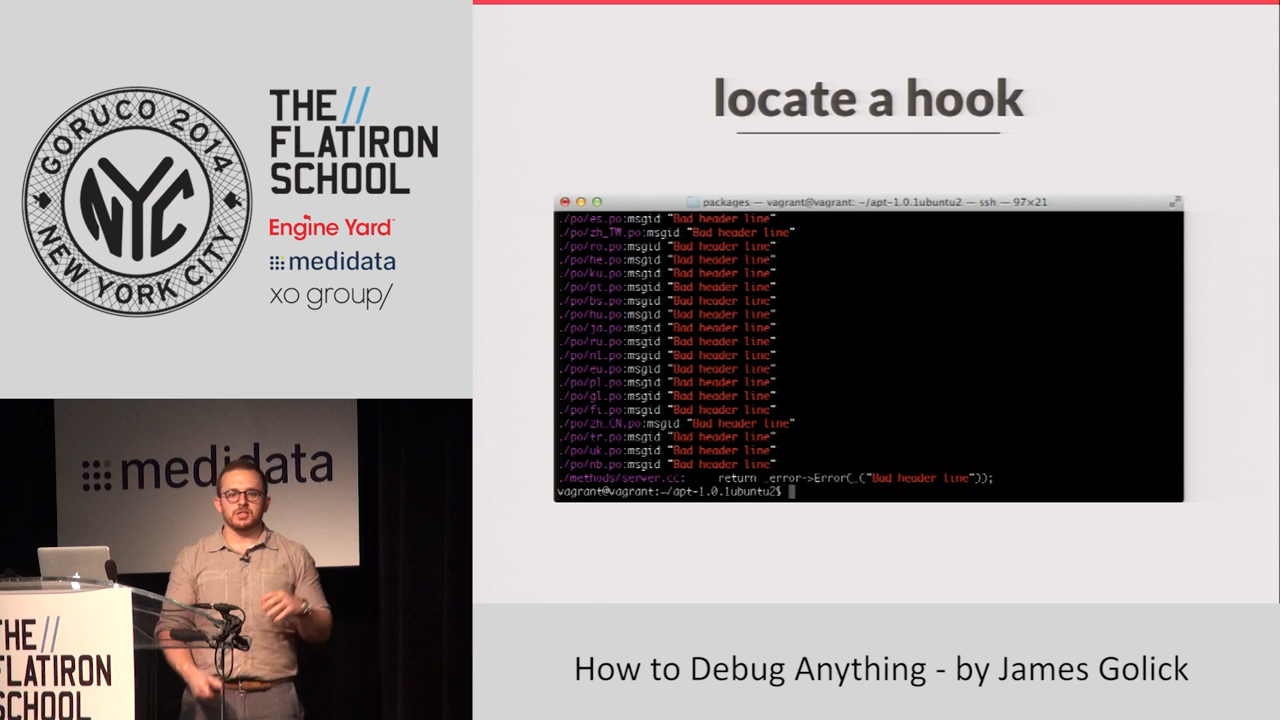 GORUCO 2014
NYC
NEW YORK CITY
THE //
FLATIRON
SCHOOL
Engine Yard™
medidata
xo group/
locate a hook
packages — vagrant@vagrant: ~/apt-1.0.1ubuntu2 — ssh — 97×21
./po/es.po:msgid "Bad header line"
./po/zh_TW.po:msgid "Bad header line"
./po/ro.po:msgid "Bad header line"
./po/he.po:msgid "Bad header line"
./po/ku.po:msgid "Bad header line"
./po/pt.po:msgid "Bad header line"
./po/bs.po:msgid "Bad header line"
./po/hu.po:msgid "Bad header line"
./po/ja.po:msgid "Bad header line"
./po/ru.po:msgid "Bad header line"
./po/nl.po:msgid "Bad header line"
./po/eu.po:msgid "Bad header line"
./po/pl.po:msgid "Bad header line"
./po/gl.po:msgid "Bad header line"
./po/fi.po:msgid "Bad header line"
./po/zh_CN.po:msgid "Bad header line"
./po/tr.po:msgid "Bad header line"
./po/uk.po:msgid "Bad header line"
./po/nb.po:msgid "Bad header line"
./methods/server.cc: return _error->Error(_("Bad header line"));
vagrant@vagrant:~/apt-1.0.1ubuntu2$
medidata
THE //
FLATIRON
SCHOOL
How to Debug Anything - by James Golick